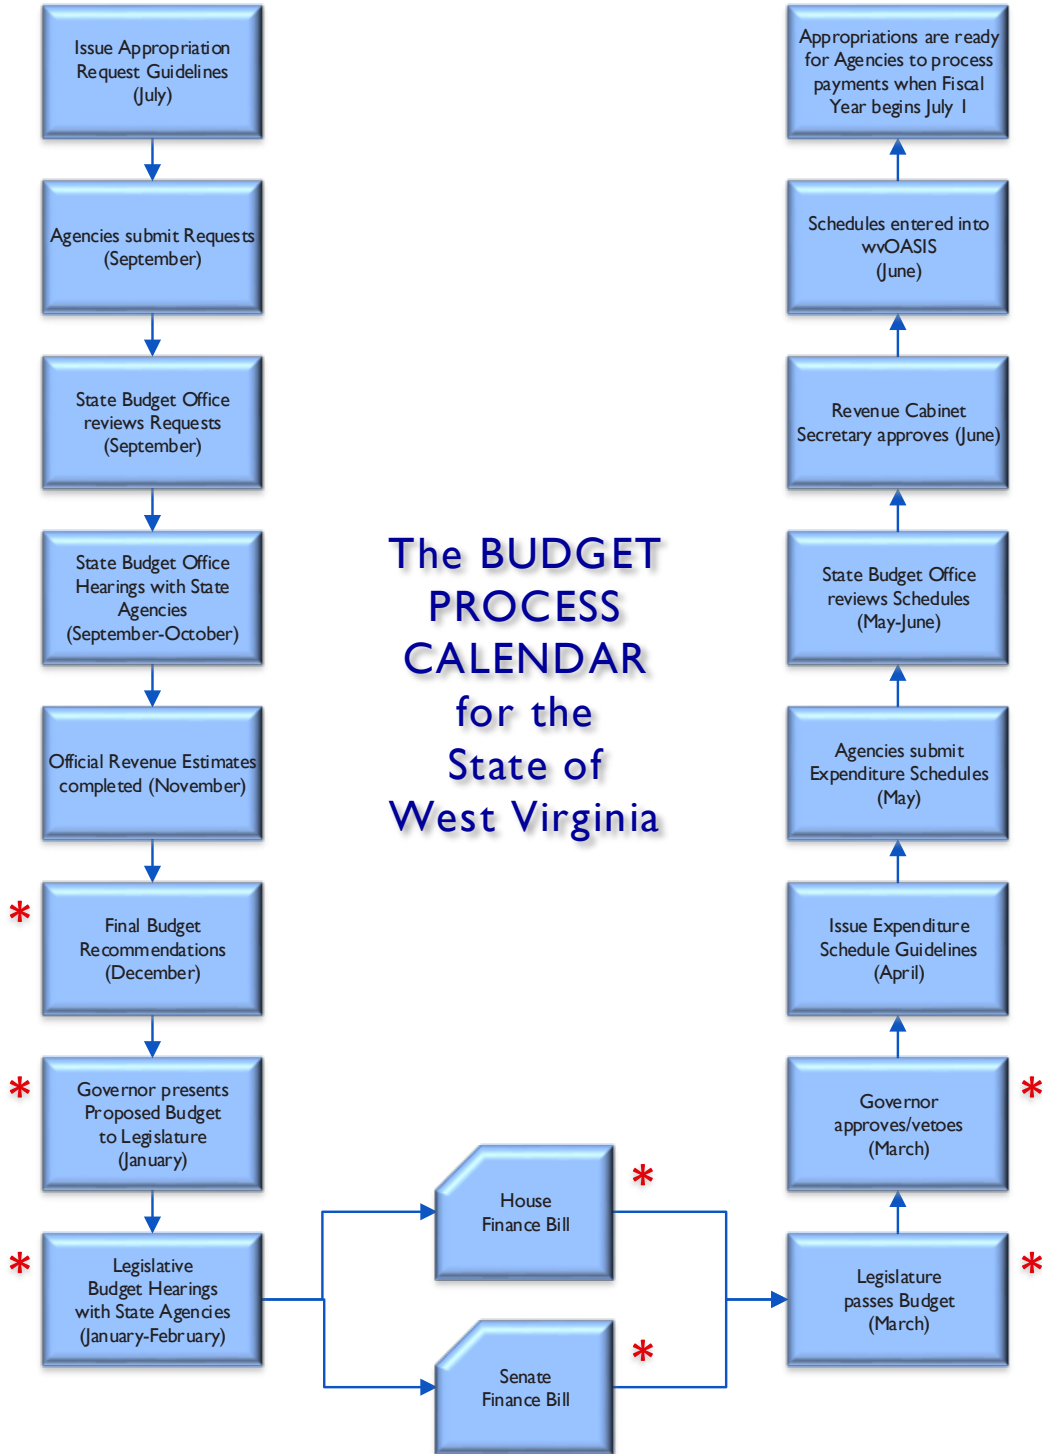 Issue Appropriation
Request Guidelines
(July)
Agencies submit Requests
(September)
State Budget Office
reviews Requests
(September)
State Budget Office
Hearings with State
Agencies
(September-October)
Official Revenue Estimates
completed (November)
*
Final Budget
Recommendations
(December)
*
Governor presents
Proposed Budget
to Legislature
(January)
*
Legislative
Budget Hearings
with State Agencies
(January-February)
The BUDGET
PROCESS
CALENDAR
for the
State of
West Virginia
House
Finance Bill
*
Senate
Finance Bill
*
Appropriations are ready
for Agencies to process
payments when Fiscal
Year begins July 1
Schedules entered into
wvOASIS
(June)
Revenue Cabinet
Secretary approves (June)
State Budget Office
reviews Schedules
(May-June)
Agencies submit
Expenditure Schedules
(May)
Issue Expenditure
Schedule Guidelines
(April)
Governor
approves/vetoes
(March)
*
Legislature
passes Budget
(March)
*